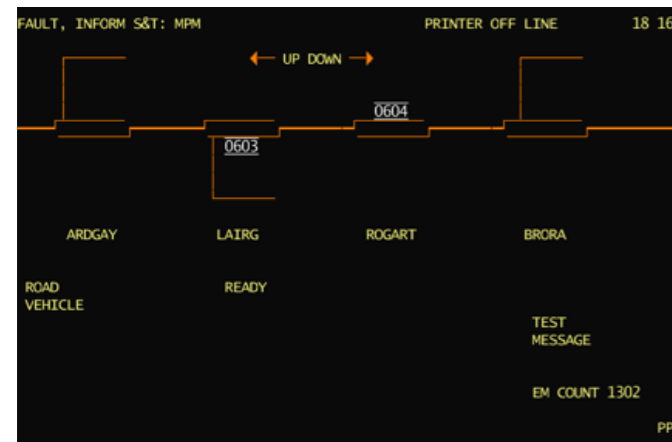 FAULT, INFORM S&T: MPM PRINTER OFF LINE 18 16
UP DOWN
0604
0603
ARDGAY LAIRG ROGART BRORA
ROAD READY
VEHICLE
TEST
MESSAGE
EM COUNT 1302
PR